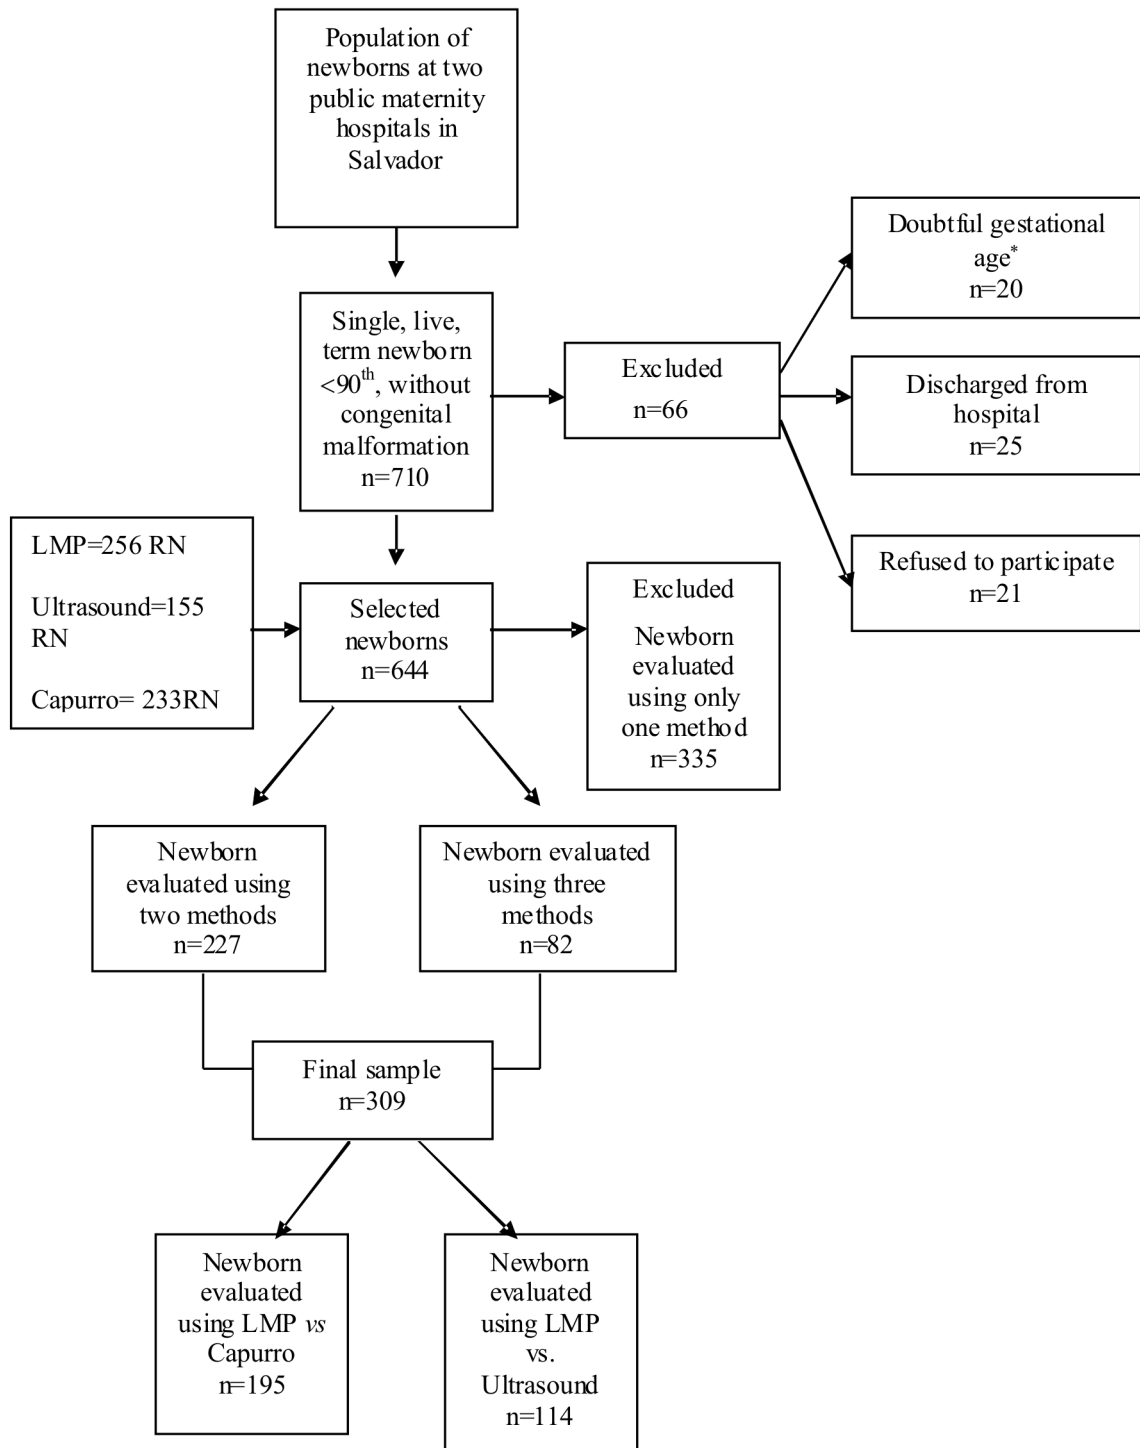 Population of
newborns at two
public maternity
hospitals in
Salvador
Single, live,
term newborn
<90th, without
congenital
malformation
n=710
Excluded
n=66
Doubtful gestational
age*
n=20
Discharged from
hospital
n=25
Refused to participate
n=21
LMP=256 RN
Ultrasound=155
RN
Capurro= 233RN
Selected
newborns
n=644
Excluded
Newborn
evaluated
using only
one method
n=335
Newborn
evaluated using
two methods
n=227
Newborn evaluated
using three
methods
n=82
Final sample
n=309
Newborn
evaluated
using LMP vs
Capurro
n=195
Newborn
evaluated
using LMP
vs.
Ultrasound
n=114